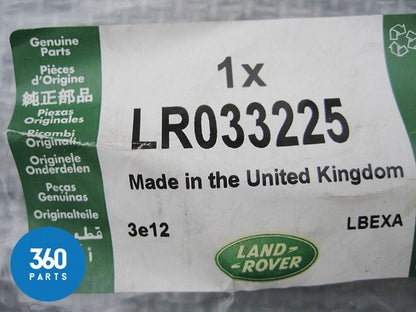 Genuine
Parts
Pièces
d'Origine
純正部品
Piezas
Originales
Ricambi
Originali
Originele
Onderdelen
Peças
Genuinas
Originalteile
1x
LR033225
Made in the United Kingdom
3e12
LBEXA
LAND-
-ROVER
360
PARTS